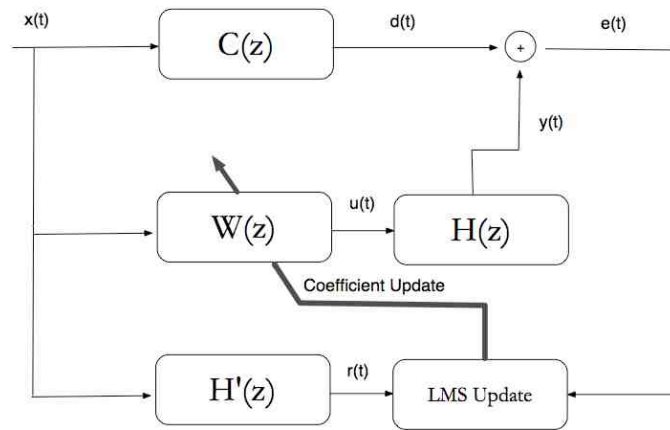 x(t)
C(z)
d(t)
+
e(t)
y(t)
W(z)
u(t)
H(z)
Coefficient Update
H'(z)
r(t)
LMS Update